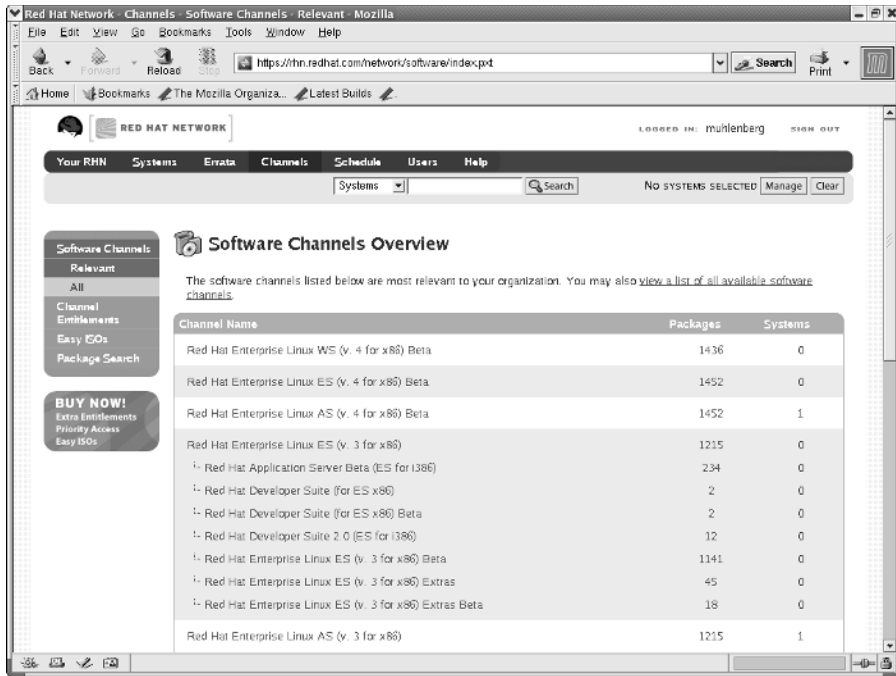 Red Hat Network - Channels - Software Channels - Relevant - Mozilla
File Edit View Go Bookmarks Tools Window Help
Back Forward Reload Stop https://rhn.redhat.com/network/software/index.pxt Search Print
Home Bookmarks The Mozilla Organiza... Latest Builds
RED HAT NETWORK LOGGED IN: muhlenberg SIGN OUT
Your RHN Systems Errata Channels Schedule Users Help
Systems Search NO SYSTEMS SELECTED Manage Clear
Software Channels
Relevant
All
Channel
Entitlements
Easy ISOs
Package Search
BUY NOW!
Extra Entitlements
Priority Access
Easy ISOs
Software Channels Overview
The software channels listed below are most relevant to your organization. You may also view a list of all available software
channels.
Channel Name Packages Systems
Red Hat Enterprise Linux WS (v. 4 for x86) Beta 1436 0
Red Hat Enterprise Linux ES (v. 4 for x86) Beta 1452 0
Red Hat Enterprise Linux AS (v. 4 for x86) Beta 1452 1
Red Hat Enterprise Linux ES (v. 3 for x86) 1215 0
Red Hat Application Server Beta (ES for i386) 234 0
Red Hat Developer Suite (for ES x86) 2 0
Red Hat Developer Suite (for ES x86) Beta 2 0
Red Hat Developer Suite 2.0 (ES for i386) 12 0
Red Hat Enterprise Linux ES (v. 3 for x86) Beta 1141 0
Red Hat Enterprise Linux ES (v. 3 for x86) Extras 45 0
Red Hat Enterprise Linux ES (v. 3 for x86) Extras Beta 18 0
Red Hat Enterprise Linux AS (v. 3 for x86) 1215 1